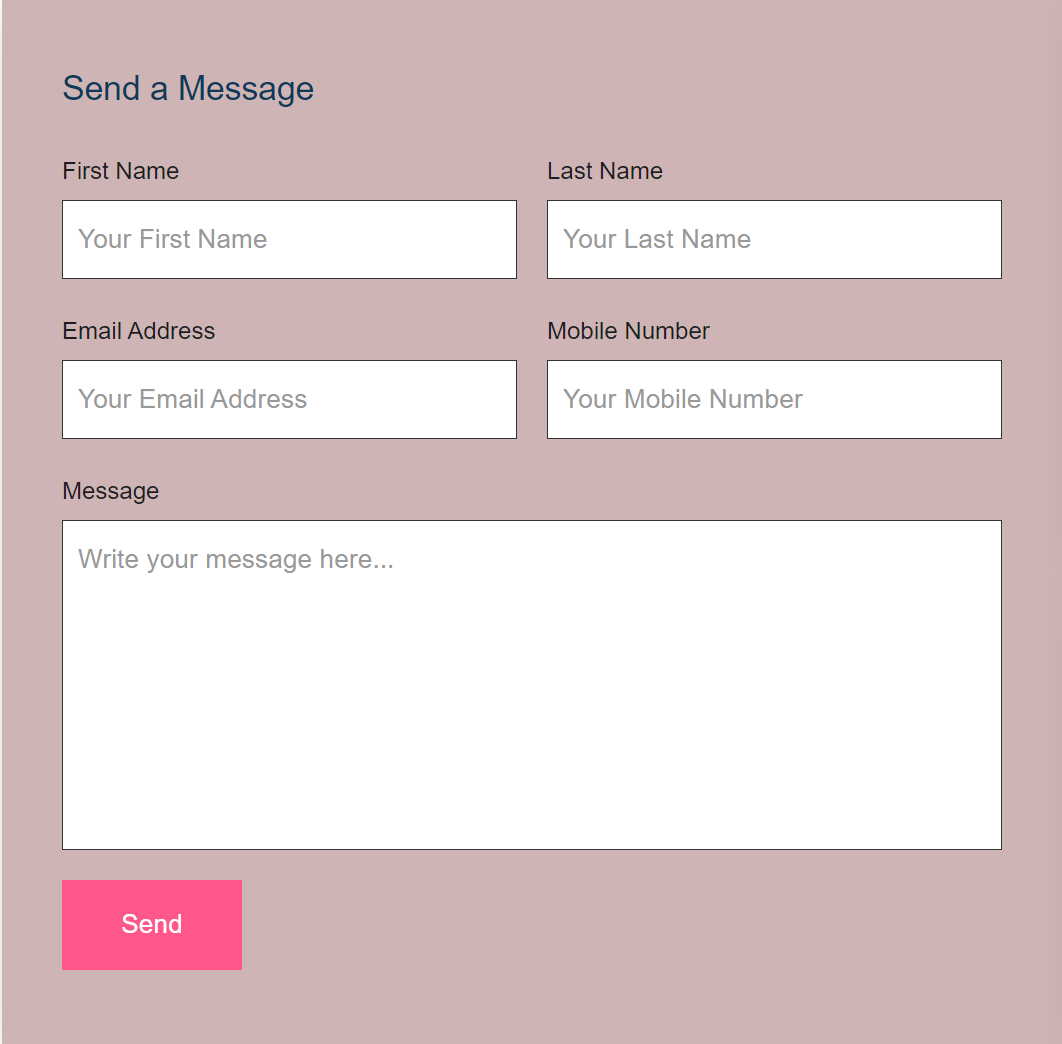 Send a Message
First Name
Last Name
Your First Name
Your Last Name
Email Address
Mobile Number
Your Email Address
Your Mobile Number
Message
Write your message here...
Send